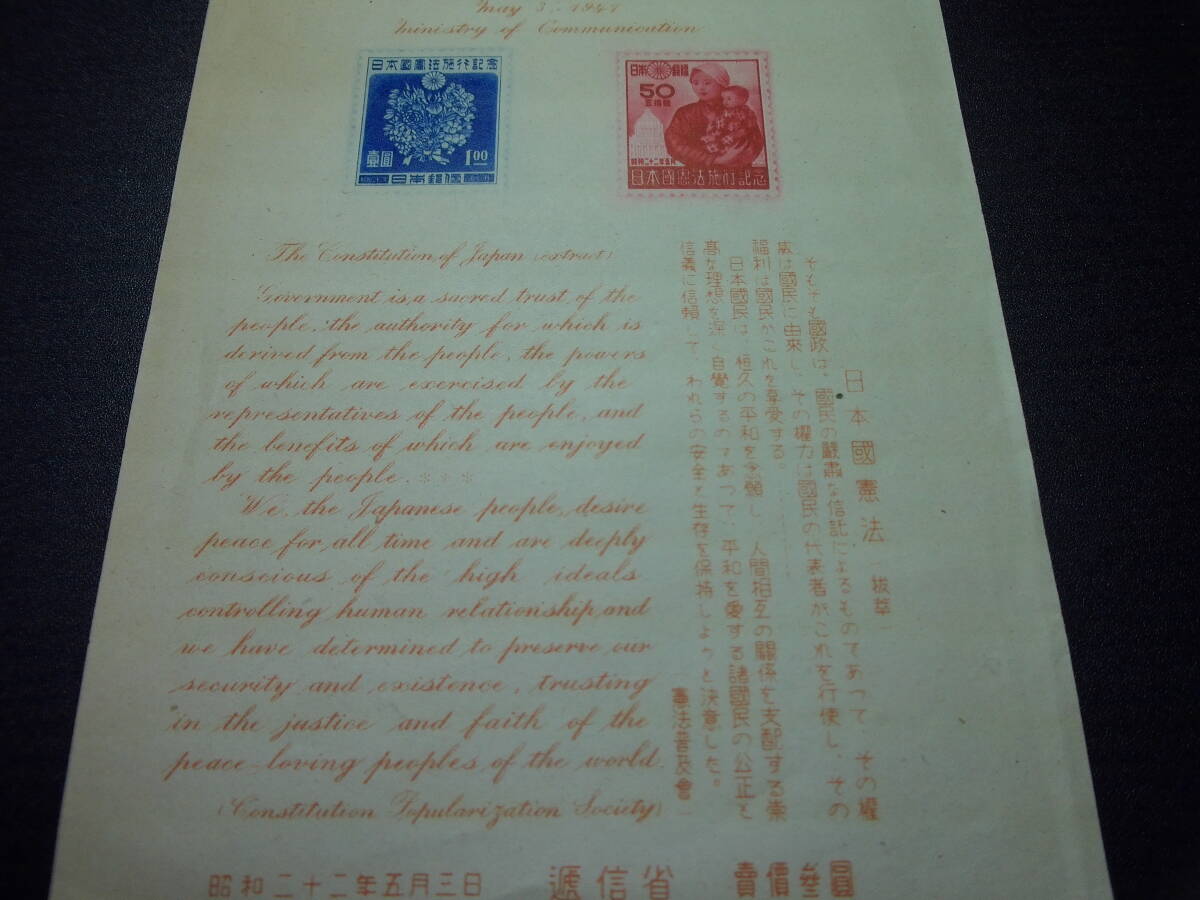 May 3, 1947
Ministry of Communication
日本國憲法施行記念
壹圓
1.00
日本郵便
日本郵便
50
五拾錢
昭和二十二年五月
日本國憲法施行記念
The Constitution of Japan (extract)
Government is a sacred trust of the
people, the authority for which is
derived from the people, the powers
of which are exercised by the
representatives of the people, and
the benefits of which are enjoyed
by the people. ※※※
We, the Japanese people, desire
peace for all time and are deeply
conscious of the high ideals
controlling human relationship and
we have determined to preserve our
security and existence, trusting
in the justice and faith of the
peace-loving peoples of the world.
(Constitution Popularization Society)
日本國憲法(拔萃)
そもそも國政は、國民の嚴肅な信託によるものであつて、その權
威は國民に由來し、その權力は國民の代表者がこれを行使し、その
福利は國民がこれを享受する。
日本國民は、恒久の平和を念願し、人間相互の關係を支配する崇
高な理想を深く自覺するのであつて、平和を愛する諸國民の公正と
信義に信頼して、われらの安全と生存を保持しようと決意した。
(憲法普及會)
昭和二十二年五月三日 遞信省 賣價參圓